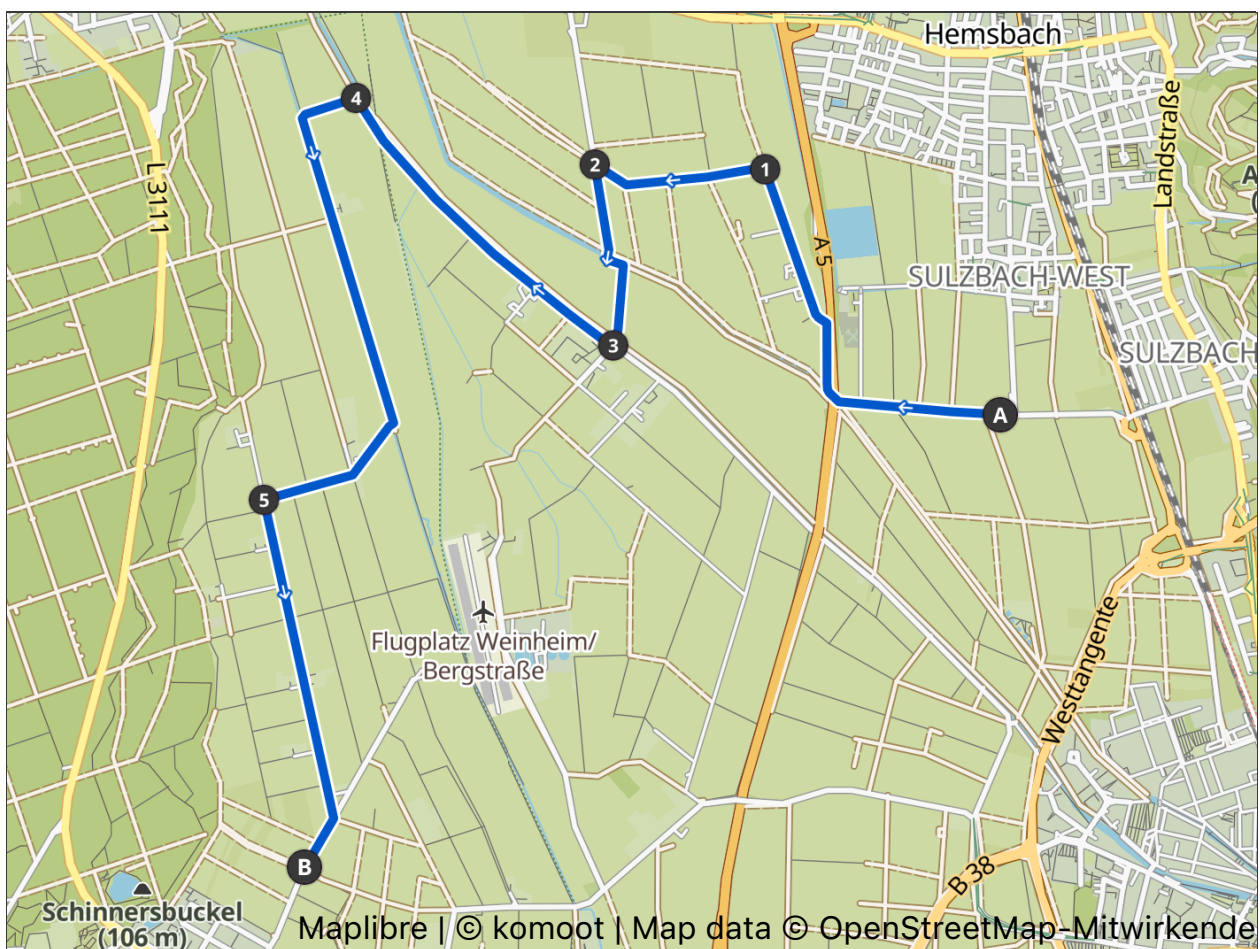 Hemsbach
Landstraße
L 3111
4
2
1
A
A 5
SULZBACH-WEST
3
SULZBACH
A
5
Flugplatz Weinheim/
Bergstraße
Westtangente
B
B 38
Schinnersbuckel
(106 m)
Maplibre | © komoot | Map data © OpenStreetMap-Mitwirkende